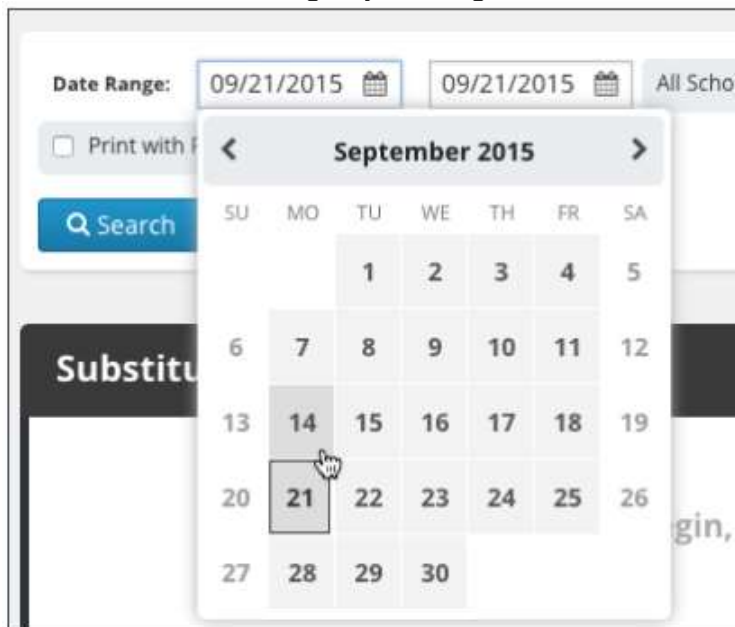 Date Range: 09/21/2015 09/21/2015 All Scho
Print with
Search
September 2015
SU MO TU WE TH FR SA
1 2 3 4 5
6 7 8 9 10 11 12
13 14 15 16 17 18 19
20 21 22 23 24 25 26
27 28 29 30
Substitu
gin,